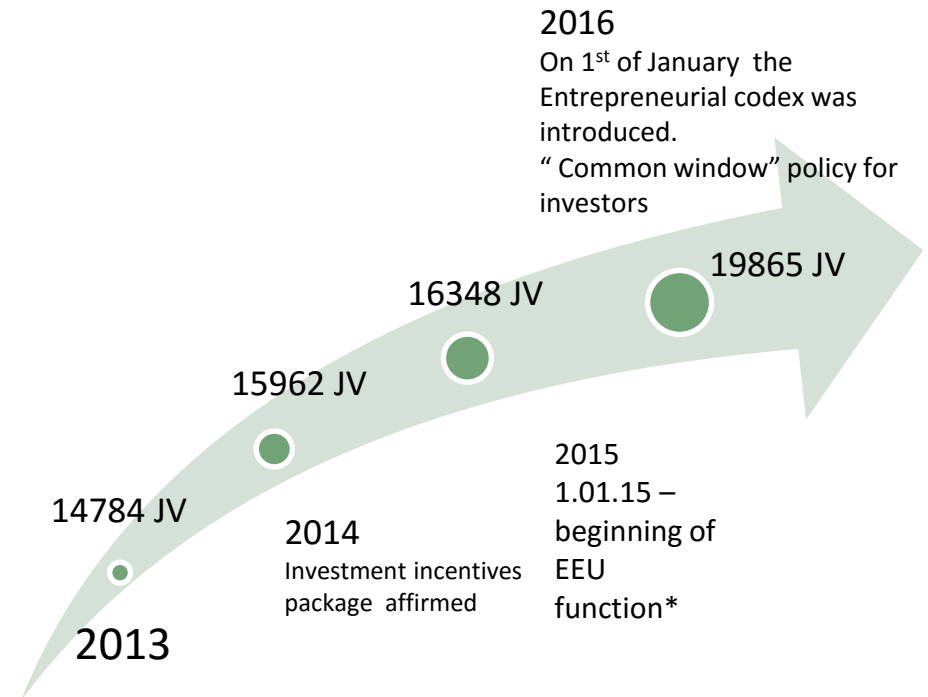 2016
On 1st of January the
Entrepreneurial codex was
introduced.
“ Common window” policy for
investors
19865 JV
16348 JV
15962 JV
14784 JV
2013
2014
Investment incentives
package affirmed
2015
1.01.15 –
beginning of
EEU
function*